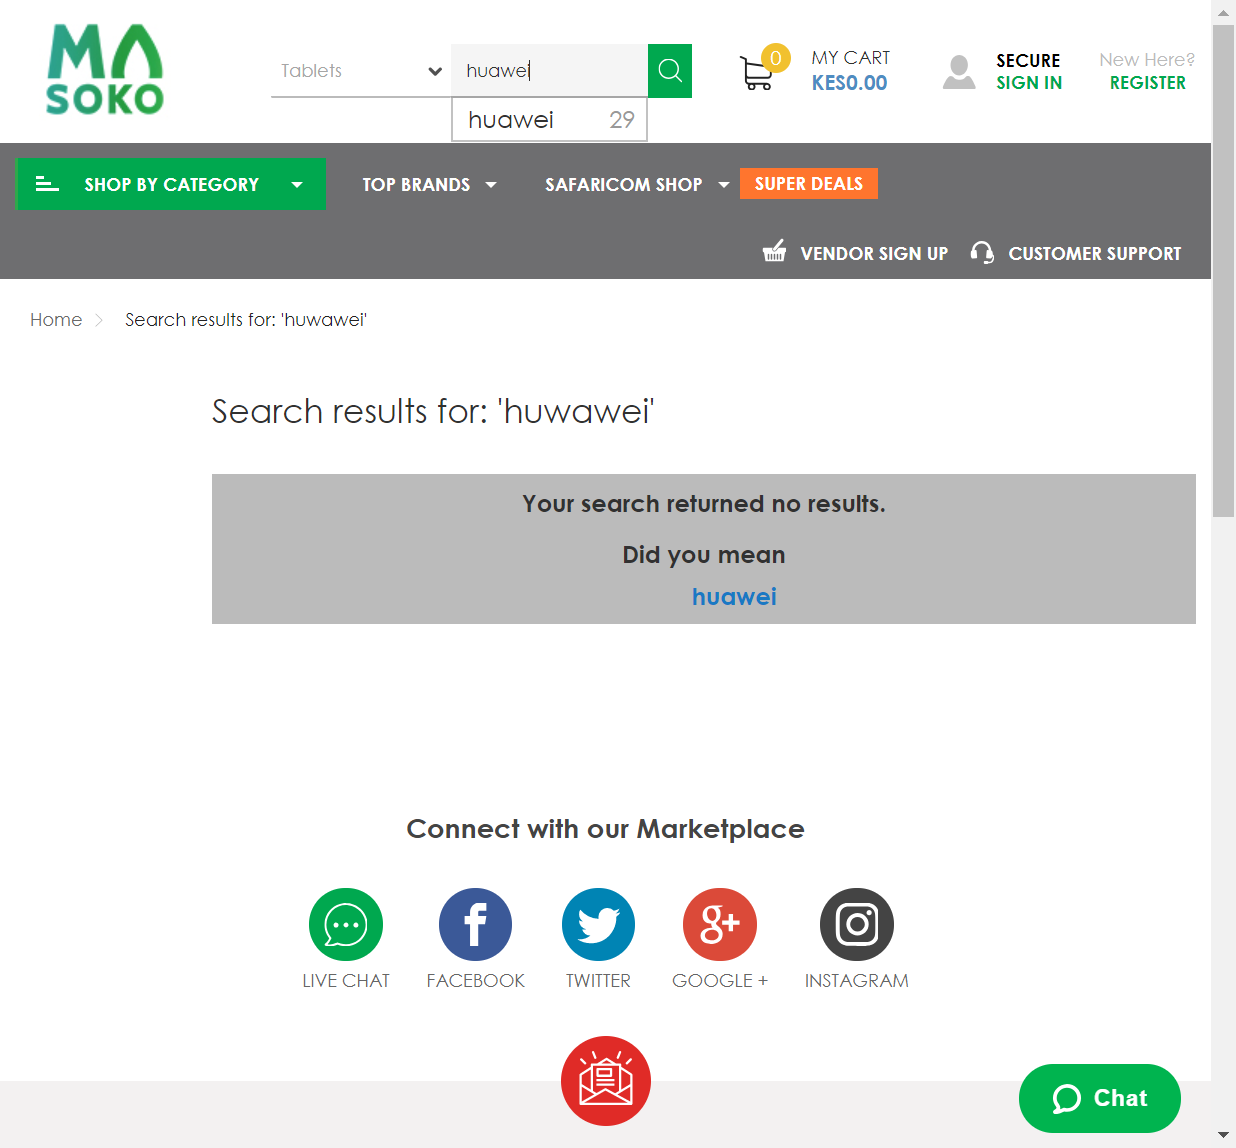 MA
SOKO
Tablets
huawei
0
MY CART
KES0.00
SECURE
SIGN IN
New Here?
REGISTER
huawei 29
SHOP BY CATEGORY
TOP BRANDS
SAFARICOM SHOP
SUPER DEALS
VENDOR SIGN UP
CUSTOMER SUPPORT
Home
Search results for: 'huwawei'
Search results for: 'huwawei'
Your search returned no results.
Did you mean
huawei
Connect with our Marketplace
LIVE CHAT
FACEBOOK
TWITTER
GOOGLE +
INSTAGRAM
Chat